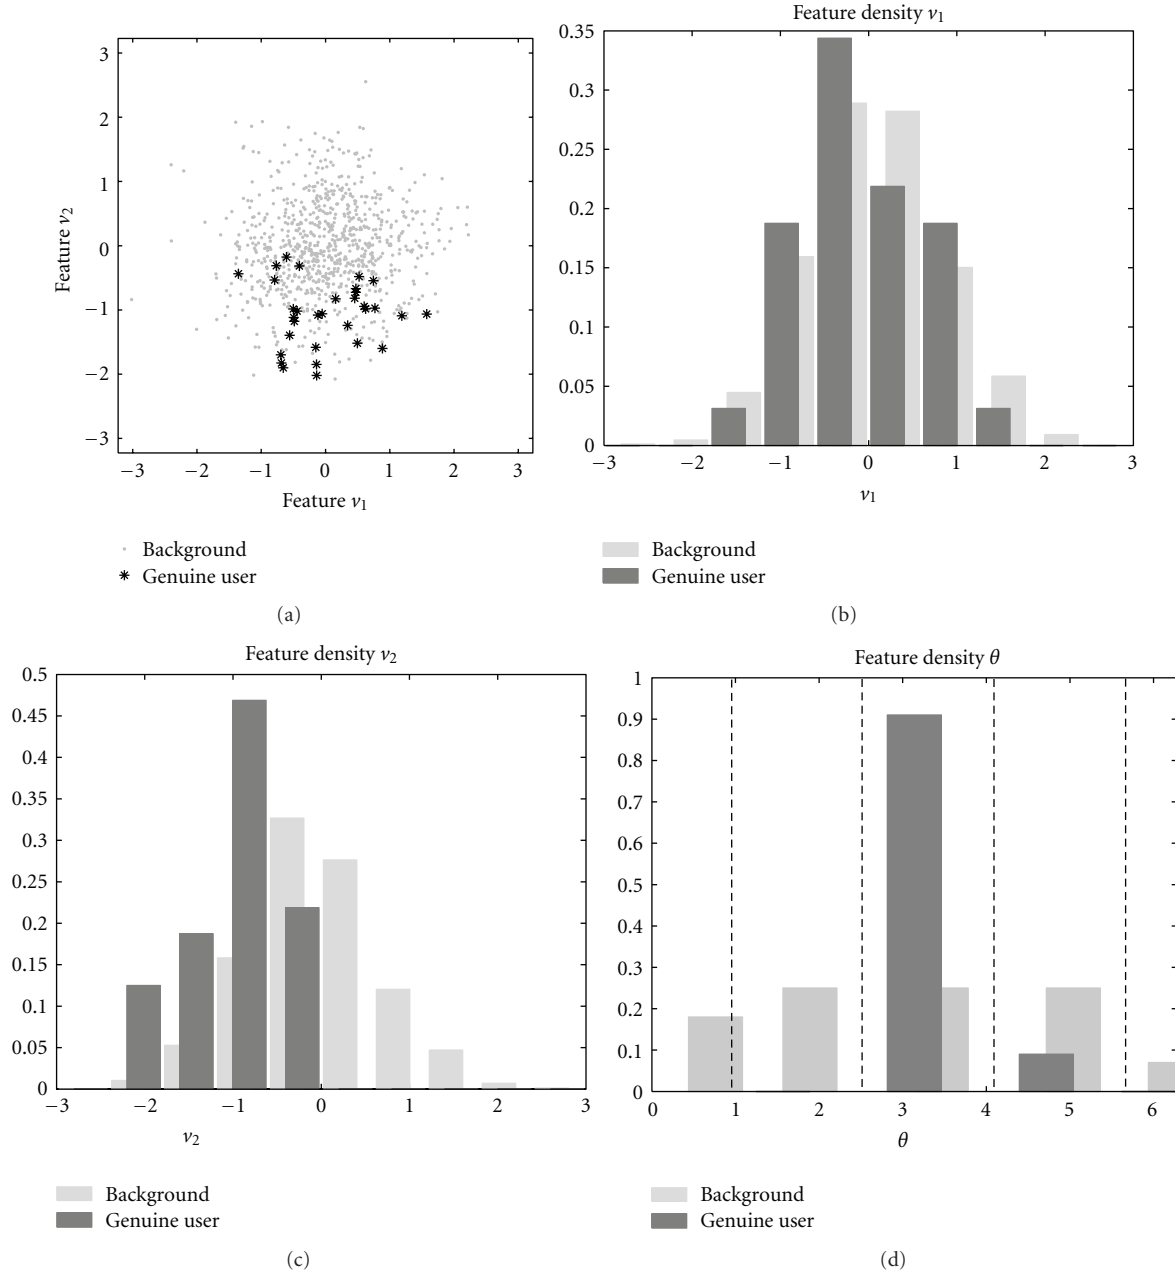 3
2
1
0
−1
−2
−3
Feature v2
−3 −2 −1 0 1 2 3
Feature v1
Background
Genuine user
(a)
Feature density v1
0.35
0.3
0.25
0.2
0.15
0.1
0.05
0
−3 −2 −1 0 1 2 3
v1
Background
Genuine user
(b)
Feature density v2
0.5
0.45
0.4
0.35
0.3
0.25
0.2
0.15
0.1
0.05
0
−3 −2 −1 0 1 2 3
v2
Background
Genuine user
(c)
Feature density θ
1
0.9
0.8
0.7
0.6
0.5
0.4
0.3
0.2
0.1
0
0 1 2 3 4 5 6
θ
Background
Genuine user
(d)